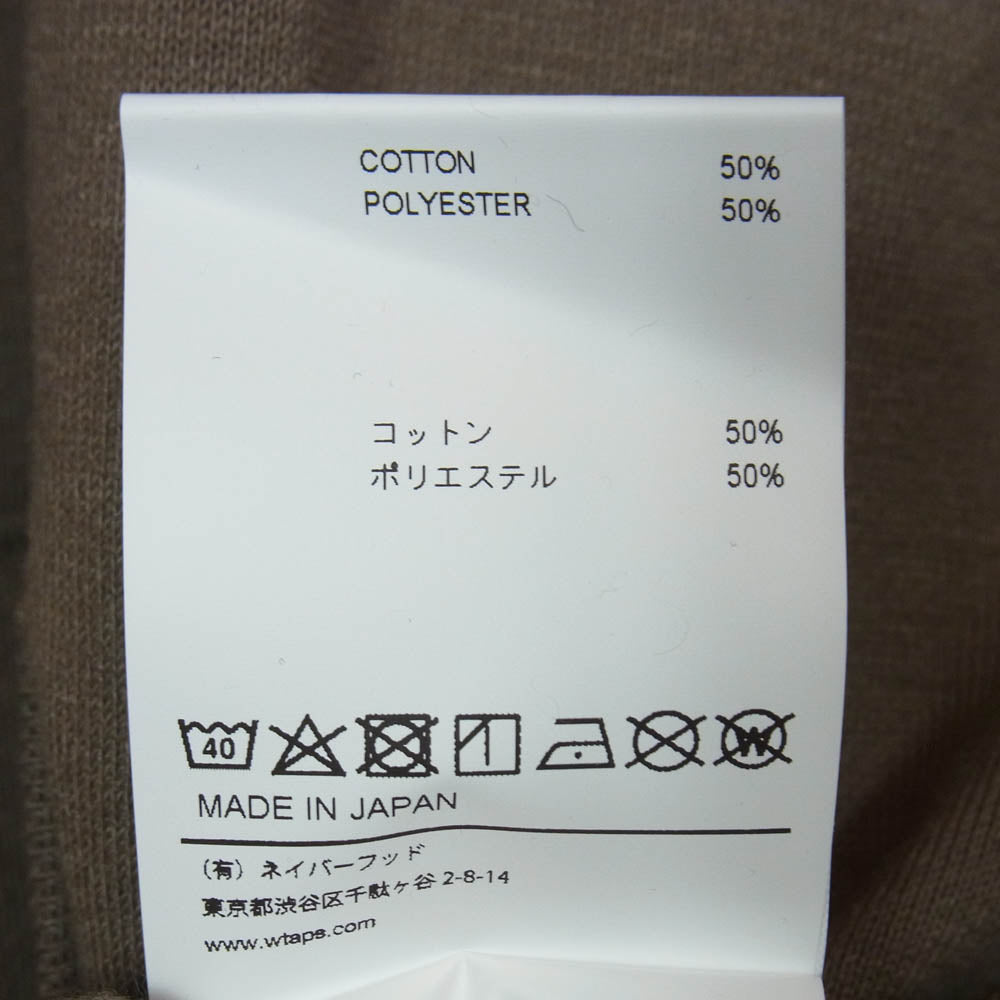 COTTON 50%
POLYESTER 50%
コットン 50%
ポリエステル 50%
40 W
MADE IN JAPAN
(有) ネイバーフッド
東京都渋谷区千駄ヶ谷 2-8-14
www.wtaps.com